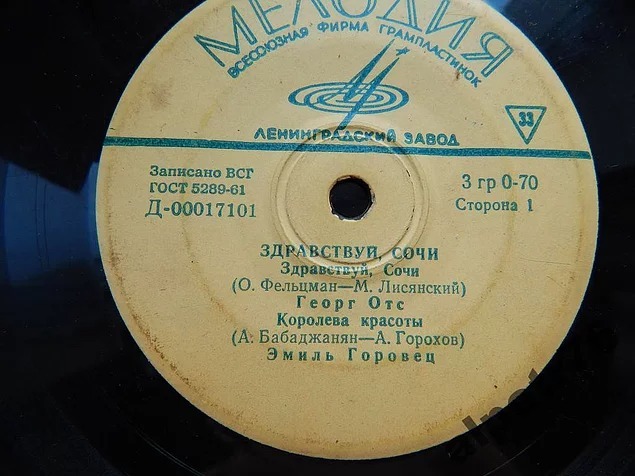 МЕЛОДИЯ
ВСЕСОЮЗНАЯ ФИРМА ГРАМПЛАСТИНОК
33
ЛЕНИНГРАДСКИЙ ЗАВОД
Записано ВСГ
ГОСТ 5289-61
Д-00017101
3 гр 0-70
Сторона 1
ЗДРАВСТВУЙ, СОЧИ
Здравствуй, Сочи
(О. Фельцман—М. Лисянский)
Георг Отс
Королева красоты
(А. Бабаджанян—А. Горохов)
Эмиль Горовец